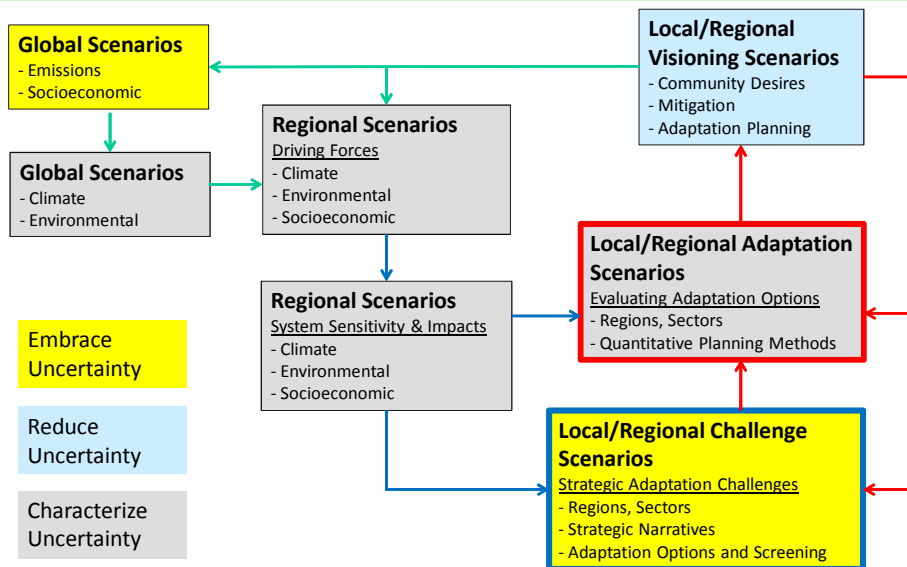 Global Scenarios
- Emissions
- Socioeconomic
Local/Regional
Visioning Scenarios
- Community Desires
- Mitigation
- Adaptation Planning
Regional Scenarios
Driving Forces
- Climate
- Environmental
- Socioeconomic
Global Scenarios
- Climate
- Environmental
Local/Regional Adaptation
Scenarios
Evaluating Adaptation Options
- Regions, Sectors
- Quantitative Planning Methods
Regional Scenarios
System Sensitivity & Impacts
- Climate
- Environmental
- Socioeconomic
Embrace
Uncertainty
Reduce
Uncertainty
Characterize
Uncertainty
Local/Regional Challenge
Scenarios
Strategic Adaptation Challenges
- Regions, Sectors
- Strategic Narratives
- Adaptation Options and Screening